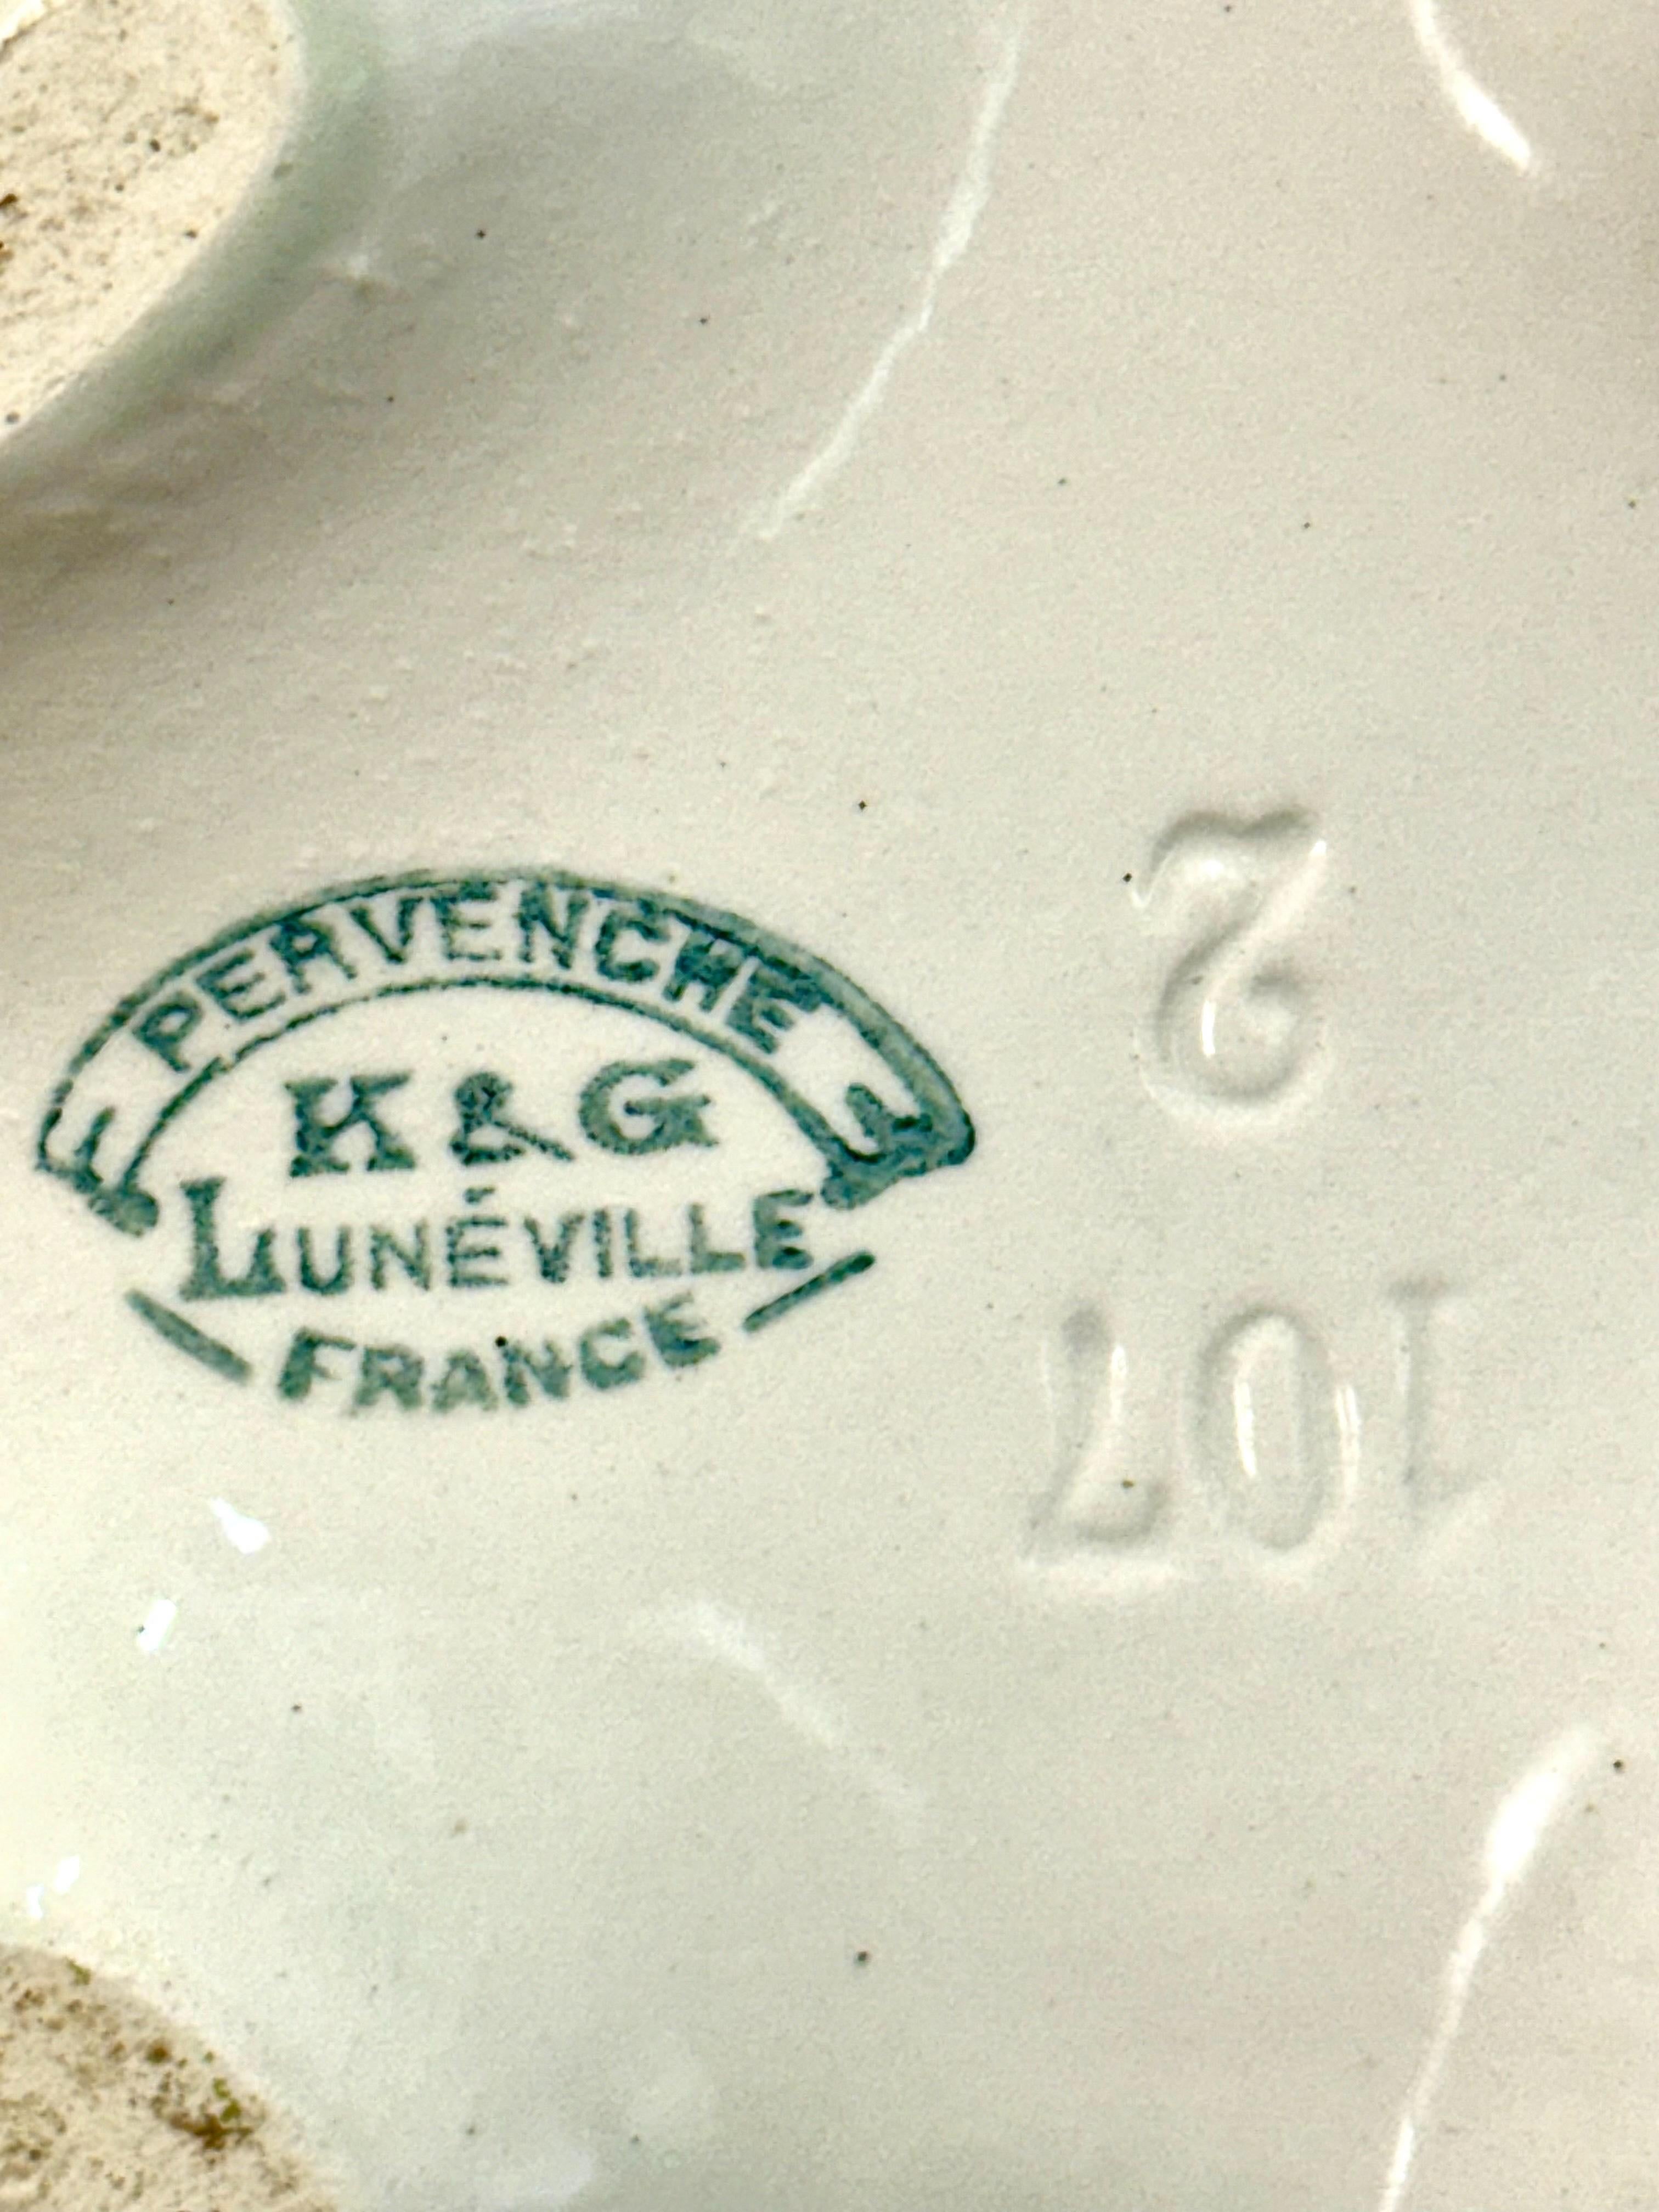 PERVENCHE
K & G
LUNÉVILLE
FRANCE
107
2